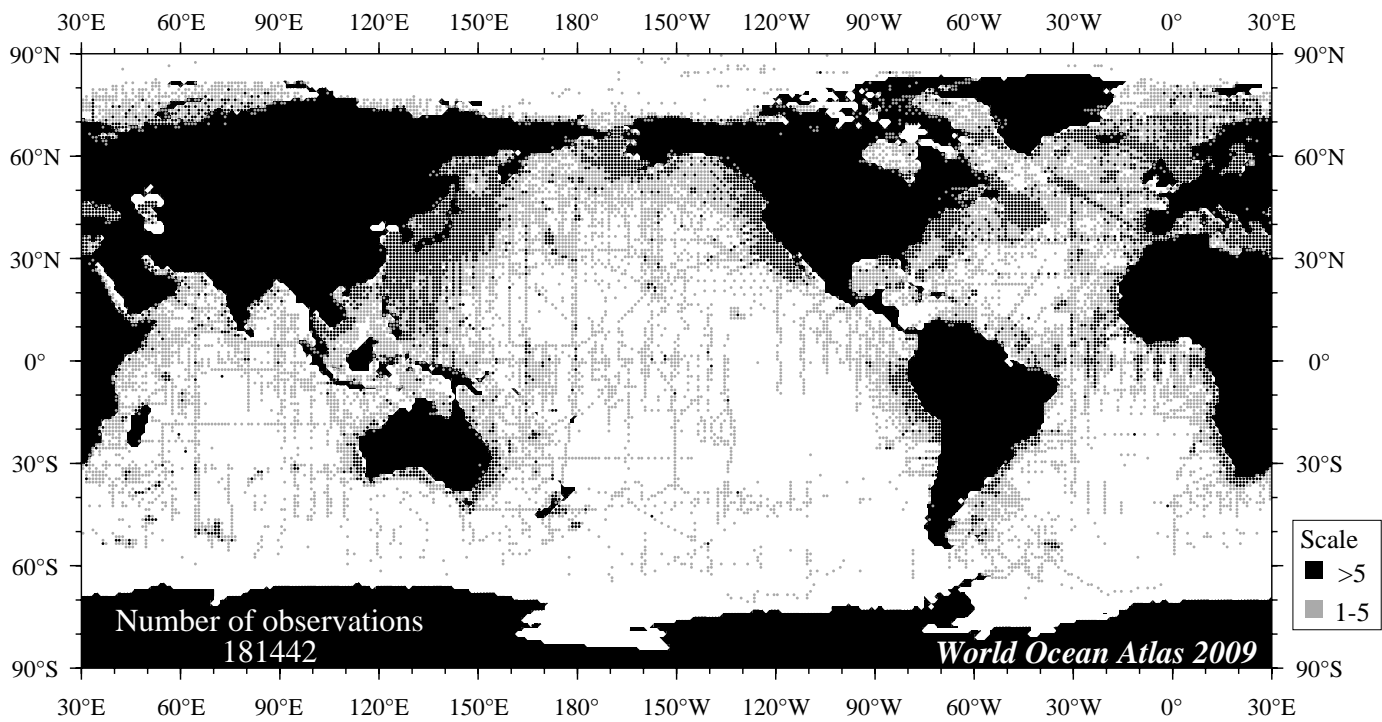 30°E 60°E 90°E 120°E 150°E 180° 150°W 120°W 90°W 60°W 30°W 0° 30°E
90°N 90°N
60°N 60°N
30°N 30°N
0° 0°
30°S 30°S
Scale
>5
1-5
60°S 60°S
Number of observations
181442
World Ocean Atlas 2009
90°S 90°S
30°E 60°E 90°E 120°E 150°E 180° 150°W 120°W 90°W 60°W 30°W 0° 30°E